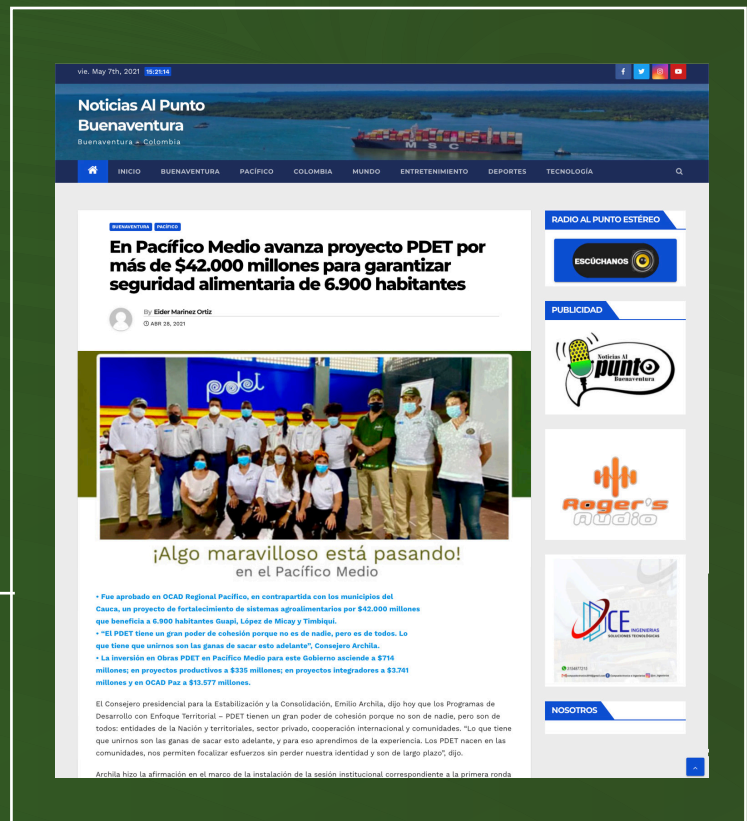 vie. May 7th, 2021 15:21:14
Noticias Al Punto
Buenaventura
Buenaventura – Colombia
MSC
INICIO BUENAVENTURA PACÍFICO COLOMBIA MUNDO ENTRETENIMIENTO DEPORTES TECNOLOGÍA
BUENAVENTURA PACÍFICO
En Pacífico Medio avanza proyecto PDET por
más de $42.000 millones para garantizar
seguridad alimentaria de 6.900 habitantes
By Eider Marinez Ortiz
ABR 28, 2021
pdet
¡Algo maravilloso está pasando!
en el Pacífico Medio
• Fue aprobado en OCAD Regional Pacífico, en contrapartida con los municipios del
Cauca, un proyecto de fortalecimiento de sistemas agroalimentarios por $42.000 millones
que beneficia a 6.900 habitantes Guapi, López de Micay y Timbiquí.
• “El PDET tiene un gran poder de cohesión porque no es de nadie, pero es de todos. Lo
que tiene que unirnos son las ganas de sacar esto adelante”, Consejero Archila.
• La inversión en Obras PDET en Pacífico Medio para este Gobierno asciende a $714
millones; en proyectos productivos a $335 millones; en proyectos integradores a $3.741
millones y en OCAD Paz a $13.577 millones.
El Consejero presidencial para la Estabilización y la Consolidación, Emilio Archila, dijo hoy que los Programas de
Desarrollo con Enfoque Territorial – PDET tienen un gran poder de cohesión porque no son de nadie, pero son de
todos: entidades de la Nación y territoriales, sector privado, cooperación internacional y comunidades. “Lo que tiene
que unirnos son las ganas de sacar esto adelante, y para eso aprendimos de la experiencia. Los PDET nacen en las
comunidades, nos permiten focalizar esfuerzos sin perder nuestra identidad y son de largo plazo”, dijo.
Archila hizo la afirmación en el marco de la instalación de la sesión institucional correspondiente a la primera ronda
RADIO AL PUNTO ESTÉREO
ESCÚCHANOS
PUBLICIDAD
Noticias Al
punto
Buenaventura
Roger's
Audio
DCE INGENIERIAS
SOLUCIONES TECNOLÓGICAS
NOSOTROS